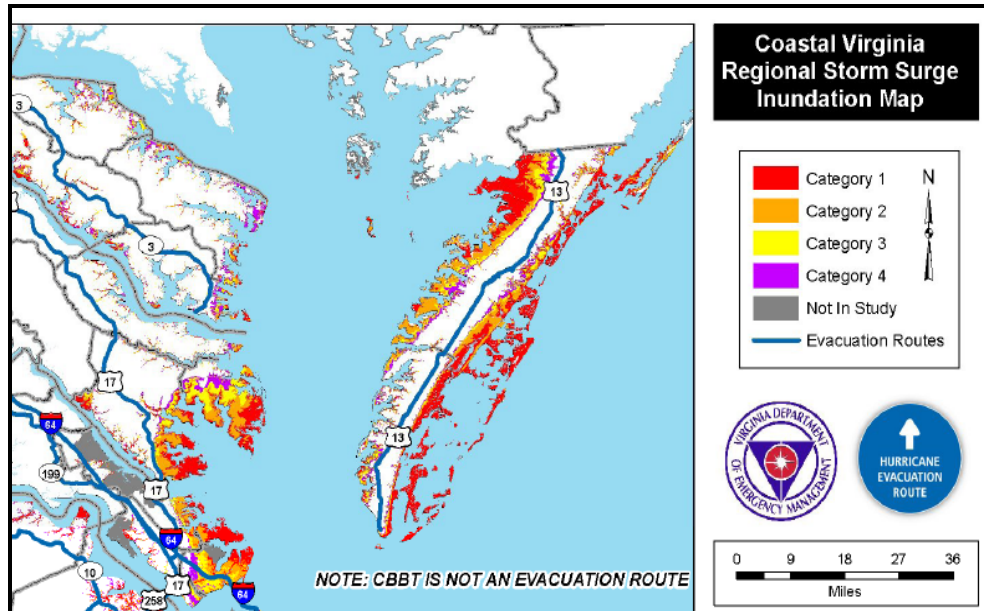 Coastal Virginia
Regional Storm Surge
Inundation Map
Category 1
Category 2
Category 3
Category 4
Not In Study
Evacuation Routes
N
3
3
13
17
13
64
199
17
64
10
17
258
64
NOTE: CBBT IS NOT AN EVACUATION ROUTE
VIRGINIA DEPARTMENT
OF EMERGENCY MANAGEMENT
HURRICANE
EVACUATION
ROUTE
0 9 18 27 36
Miles